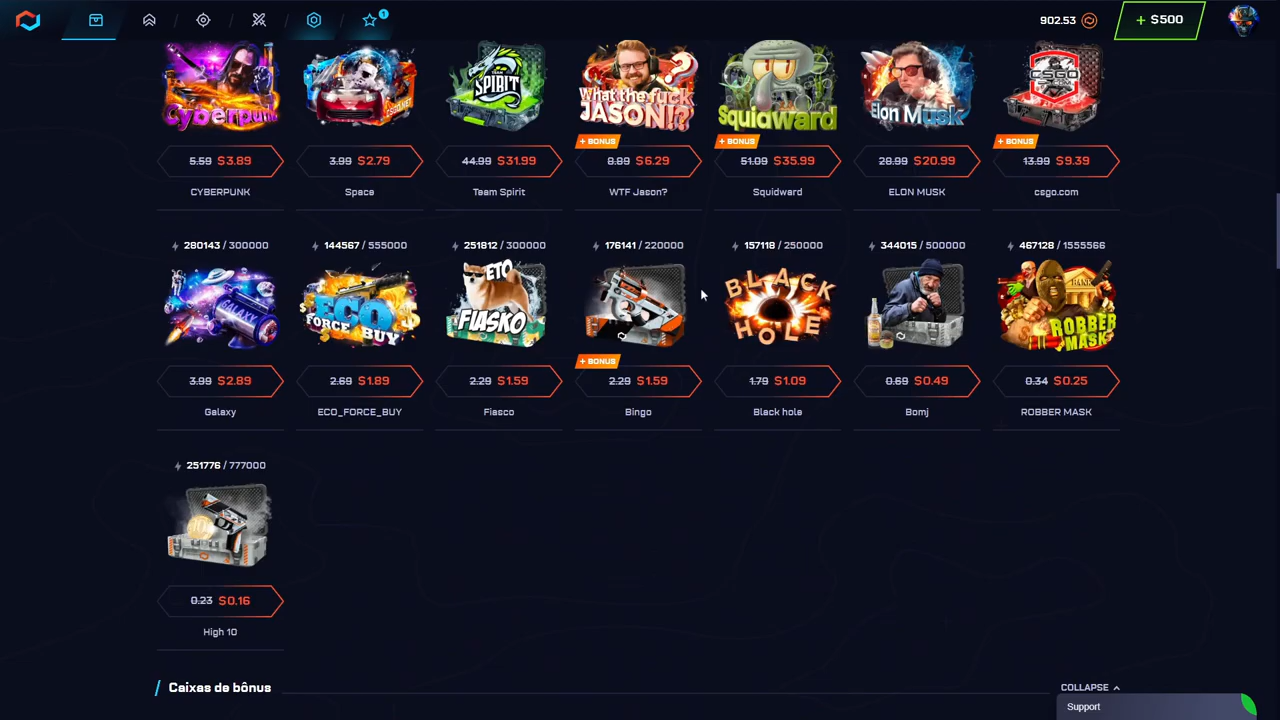 902.53
+ $500
1
Cyberpunk
TEAM SPIRIT
What the fuck JASON!?
Squidward
Elon Musk
CSGO
+ BONUS
+ BONUS
+ BONUS
5.59 $3.89
3.99 $2.79
44.99 $31.99
8.89 $6.29
51.09 $35.99
28.99 $20.99
13.99 $9.39
CYBERPUNK
Space
Team Spirit
WTF Jason?
Squidward
ELON MUSK
csgo.com
280143 / 300000
144567 / 555000
251812 / 300000
176141 / 220000
157118 / 250000
344015 / 500000
467128 / 1555566
GALAXY
ECO FORCE BUY
ETO FIASKO
BLACK HOLE
BANK ROBBER MASK
+ BONUS
3.99 $2.89
2.69 $1.89
2.29 $1.59
2.29 $1.59
1.79 $1.09
0.69 $0.49
0.34 $0.25
Galaxy
ECO_FORCE_BUY
Fiasco
Bingo
Black hole
Bomj
ROBBER MASK
251776 / 777000
10
0.23 $0.16
High 10
Caixas de bônus
COLLAPSE
Support